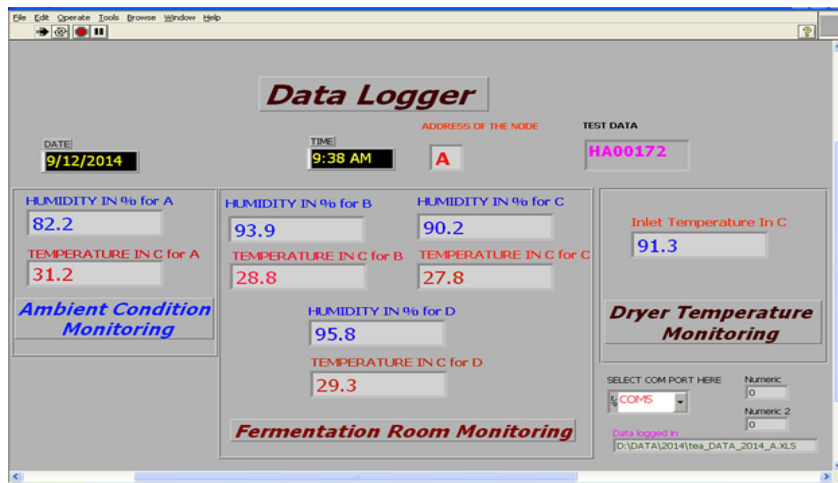 File Edit Operate Tools Browse Window Help
Data Logger
ADDRESS OF THE NODE
TEST DATA
DATE
9/12/2014
TIME
9:38 AM
A
HA00172
HUMIDITY IN % for A
82.2
TEMPERATURE IN C for A
31.2
Ambient Condition
Monitoring
HUMIDITY IN % for B
93.9
HUMIDITY IN % for C
90.2
TEMPERATURE IN C for B
28.8
TEMPERATURE IN C for C
27.8
HUMIDITY IN % for D
95.8
TEMPERATURE IN C for D
29.3
Fermentation Room Monitoring
Inlet Temperature In C
91.3
Dryer Temperature
Monitoring
SELECT COM PORT HERE
COM5
Numeric
0
Numeric 2
0
Data logged in
D:\DATA\2014\tea_DATA_2014_A.XLS